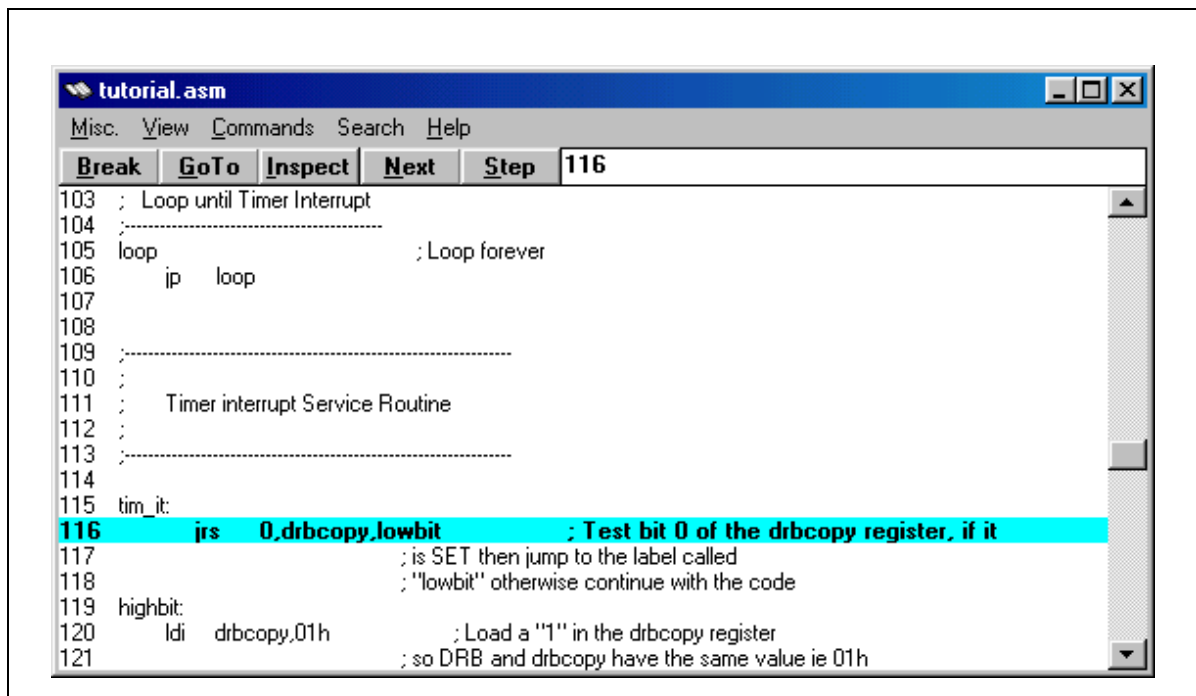 tutorial.asm
Misc. View Commands Search Help
Break GoTo Inspect Next Step 116
103 ; Loop until Timer Interrupt
104 ;-------------------------------------------
105 loop ; Loop forever
106 jp loop
107
108
109 ;-----------------------------------------------------------------
110 ;
111 ; Timer interrupt Service Routine
112 ;
113 ;-----------------------------------------------------------------
114
115 tim_it:
116 jrs 0,drbcopy,lowbit ; Test bit 0 of the drbcopy register, if it
117 ; is SET then jump to the label called
118 ; "lowbit" otherwise continue with the code
119 highbit:
120 ldi drbcopy,01h ; Load a "1" in the drbcopy register
121 ; so DRB and drbcopy have the same value ie 01h